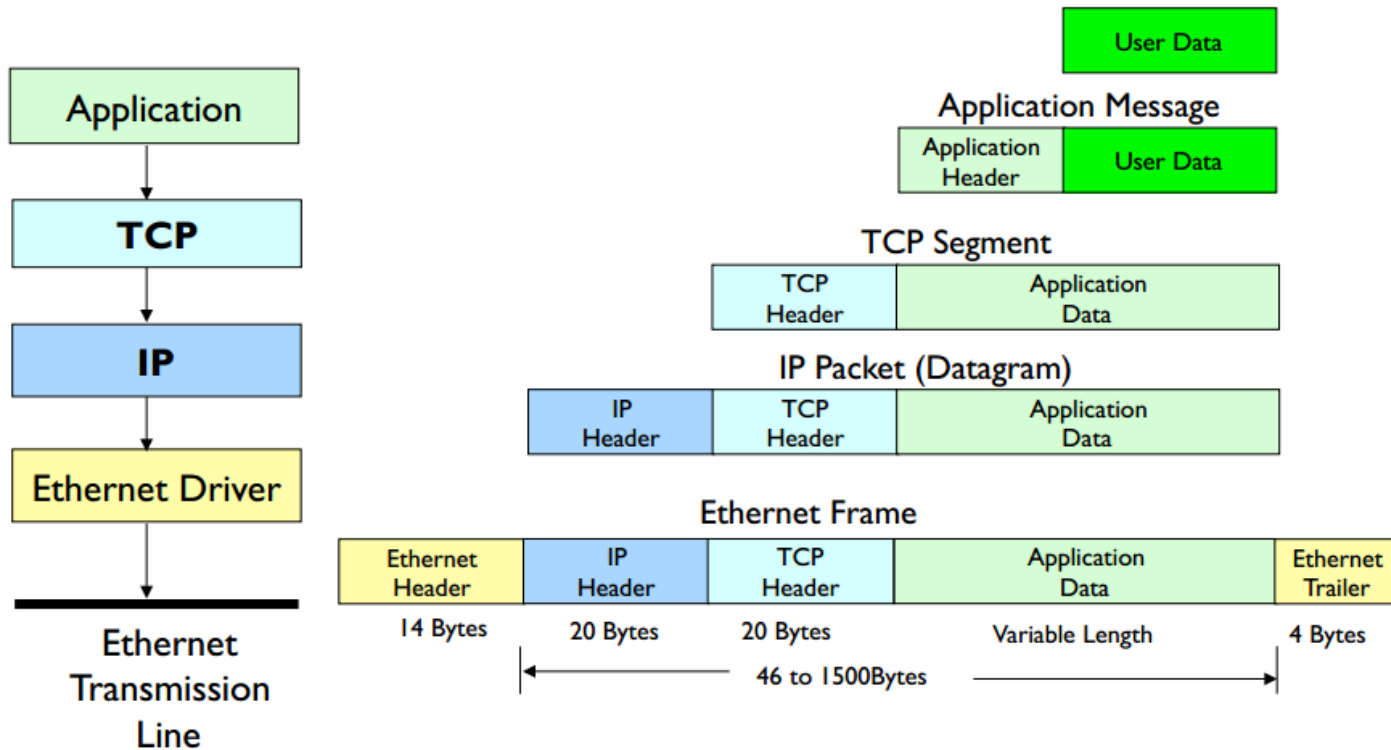 Application
TCP
IP
Ethernet Driver
Ethernet
Transmission
Line
User Data
Application Message
Application
Header
User Data
TCP Segment
TCP
Header
Application
Data
IP Packet (Datagram)
IP
Header
TCP
Header
Application
Data
Ethernet Frame
Ethernet
Header
IP
Header
TCP
Header
Application
Data
Ethernet
Trailer
14 Bytes
20 Bytes
20 Bytes
Variable Length
4 Bytes
46 to 1500Bytes